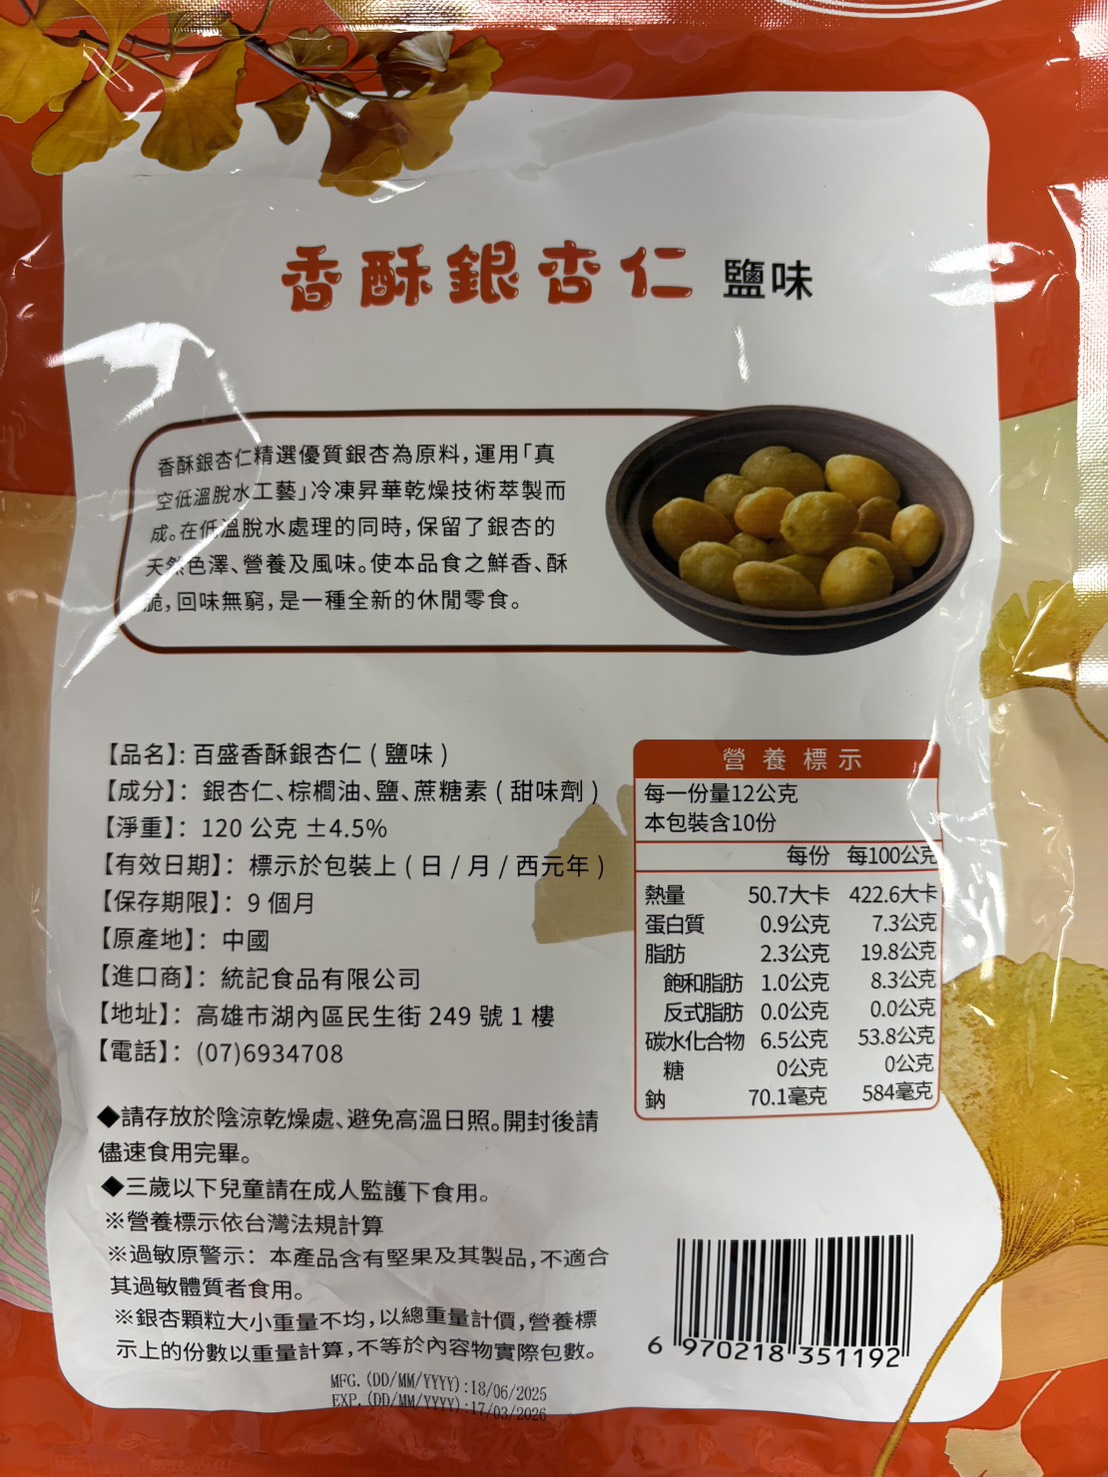 香酥銀杏仁 鹽味
香酥銀杏仁精選優質銀杏為原料，運用「真
空低溫脫水工藝」冷凍昇華乾燥技術萃製而
成。在低溫脫水處理的同時，保留了銀杏的
天然色澤、營養及風味。使本品食之鮮香、酥
脆，回味無窮，是一種全新的休閒零食。
【品名】：百盛香酥銀杏仁 ( 鹽味 )
【成分】： 銀杏仁、棕櫚油、鹽、蔗糖素 ( 甜味劑 )
【淨重】： 120 公克 ±4.5%
【有效日期】： 標示於包裝上 ( 日 / 月 / 西元年 )
【保存期限】： 9 個月
【原產地】： 中國
【進口商】： 統記食品有限公司
【地址】： 高雄市湖內區民生街 249 號 1 樓
【電話】： (07)6934708
◆請存放於陰涼乾燥處、避免高溫日照。開封後請
儘速食用完畢。
◆三歲以下兒童請在成人監護下食用。
※營養標示依台灣法規計算
※過敏原警示： 本產品含有堅果及其製品，不適合
其過敏體質者食用。
※銀杏顆粒大小重量不均，以總重量計價，營養標
示上的份數以重量計算，不等於內容物實際包數。
MFG. (DD/MM/YYYY):18/06/2025
EXP. (DD/MM/YYYY):17/03/2026
營養標示
每一份量12公克
本包裝含10份
每份 每100公克
熱量 50.7大卡 422.6大卡
蛋白質 0.9公克 7.3公克
脂肪 2.3公克 19.8公克
飽和脂肪 1.0公克 8.3公克
反式脂肪 0.0公克 0.0公克
碳水化合物 6.5公克 53.8公克
糖 0公克 0公克
鈉 70.1毫克 584毫克
6 970218 351192